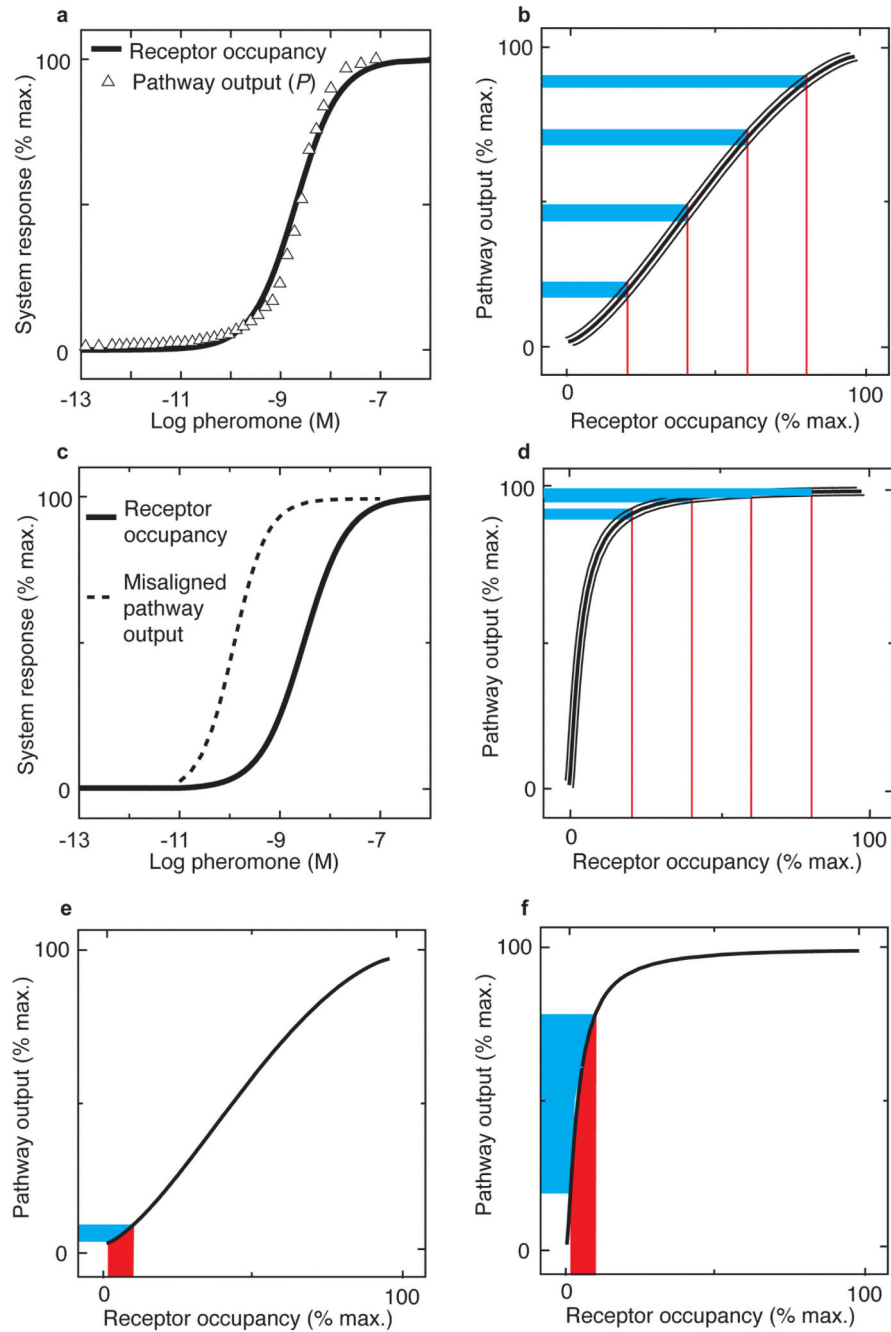 a
Receptor occupancy
Pathway output (P)
System response (% max.)
100
0
-13 -11 -9 -7
Log pheromone (M)
b
Pathway output (% max.)
100
0
0 100
Receptor occupancy (% max.)
c
Receptor
occupancy
Misaligned
pathway
output
System response (% max.)
100
0
-13 -11 -9 -7
Log pheromone (M)
d
Pathway output (% max.)
100
0
0 100
Receptor occupancy (% max.)
e
Pathway output (% max.)
100
0
0 100
Receptor occupancy (% max.)
f
Pathway output (% max.)
100
0
0 100
Receptor occupancy (% max.)